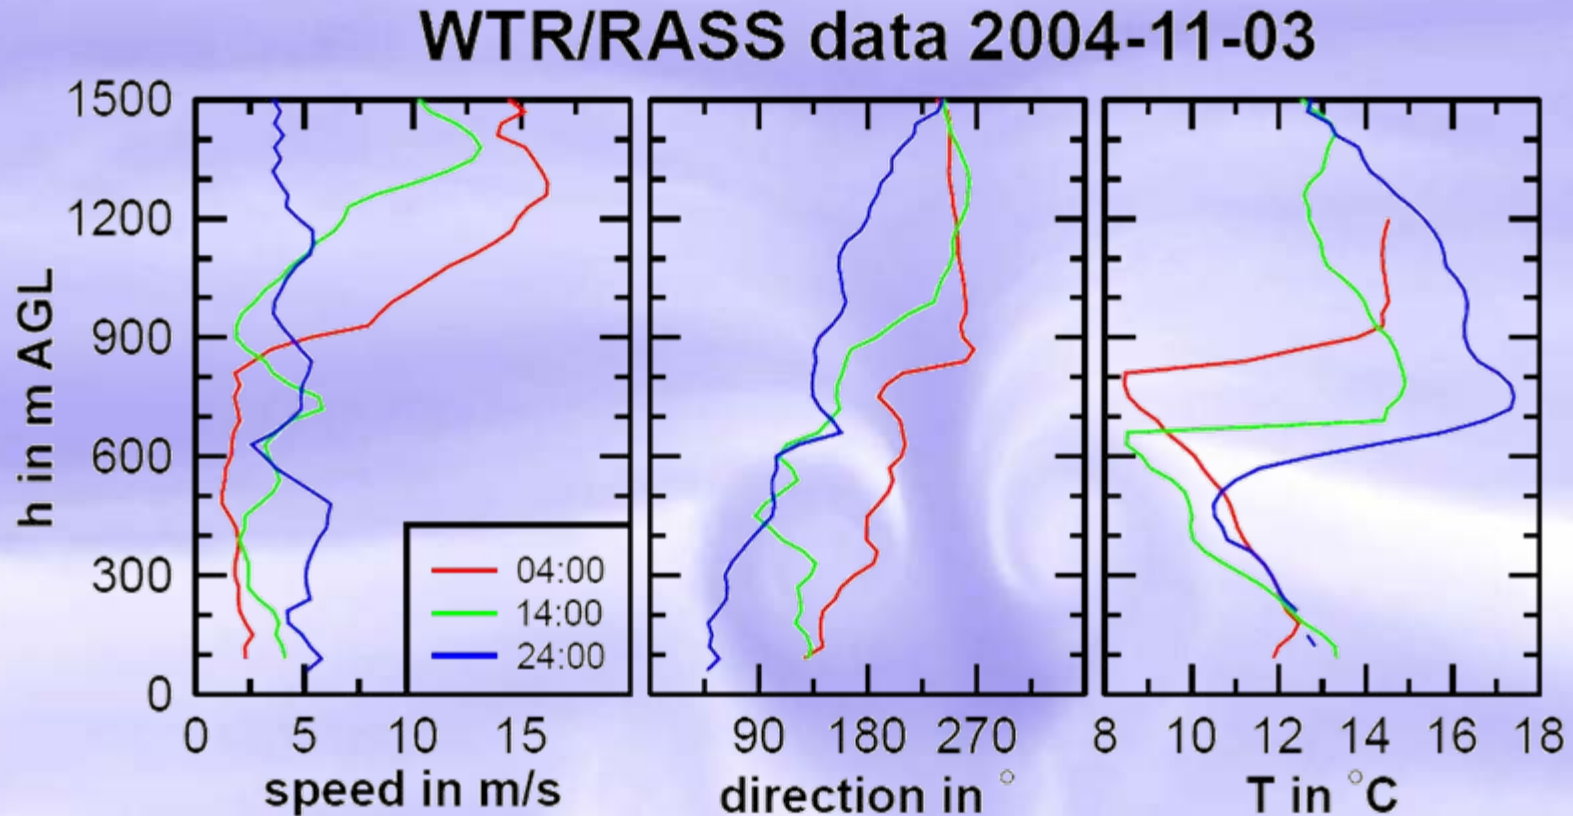 WTR/RASS data 2004-11-03
1500
1200
900
600
300
0
h in m AGL
04:00
14:00
24:00
0 5 10 15
speed in m/s
90 180 270
direction in °
8 10 12 14 16 18
T in °C